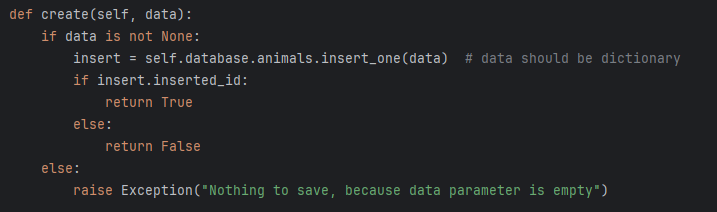 def create(self, data):
    if data is not None:
        insert = self.database.animals.insert_one(data)  # data should be dictionary
        if insert.inserted_id:
            return True
        else:
            return False
    else:
        raise Exception("Nothing to save, because data parameter is empty")